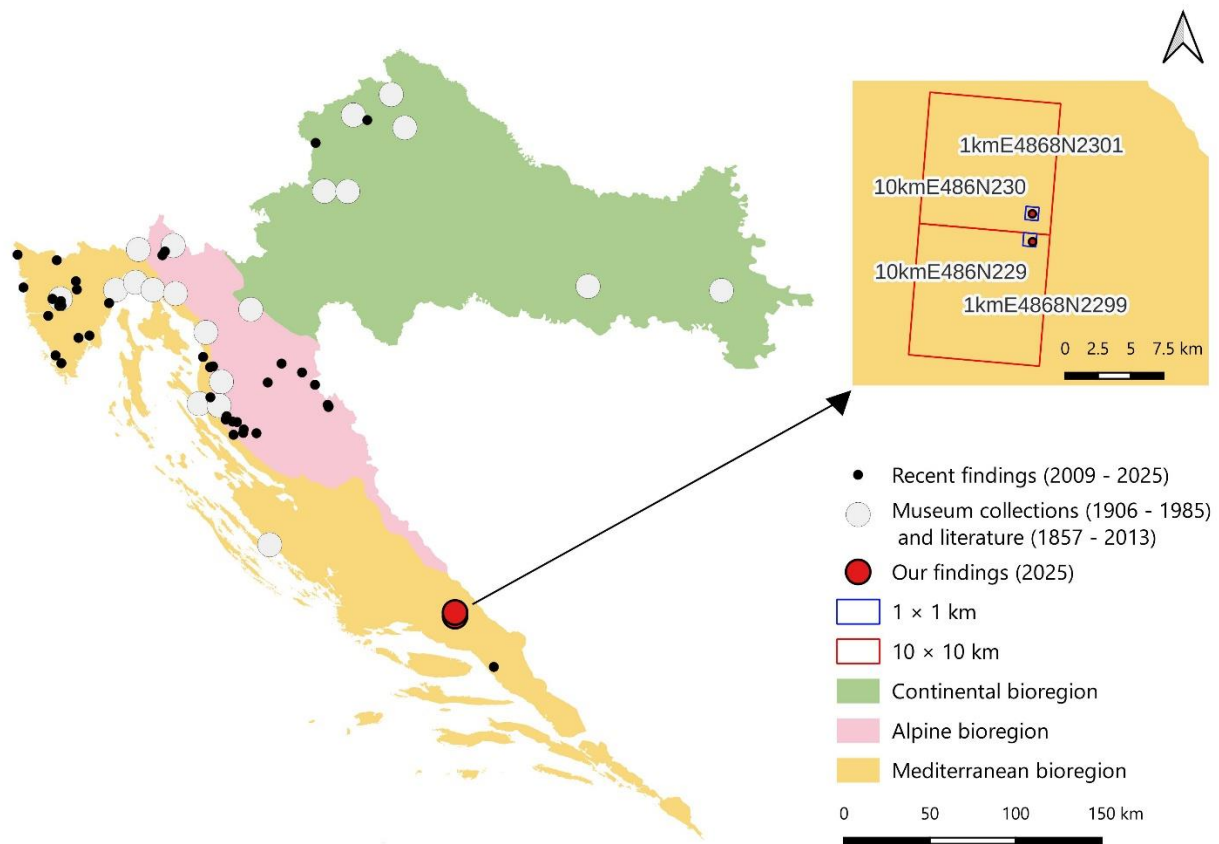 1kmE4868N2301
10kmE486N230
10kmE486N229
1kmE4868N2299
0 2.5 5 7.5 km
Recent findings (2009 - 2025)
Museum collections (1906 - 1985)
and literature (1857 - 2013)
Our findings (2025)
1 × 1 km
10 × 10 km
Continental bioregion
Alpine bioregion
Mediterranean bioregion
0 50 100 150 km